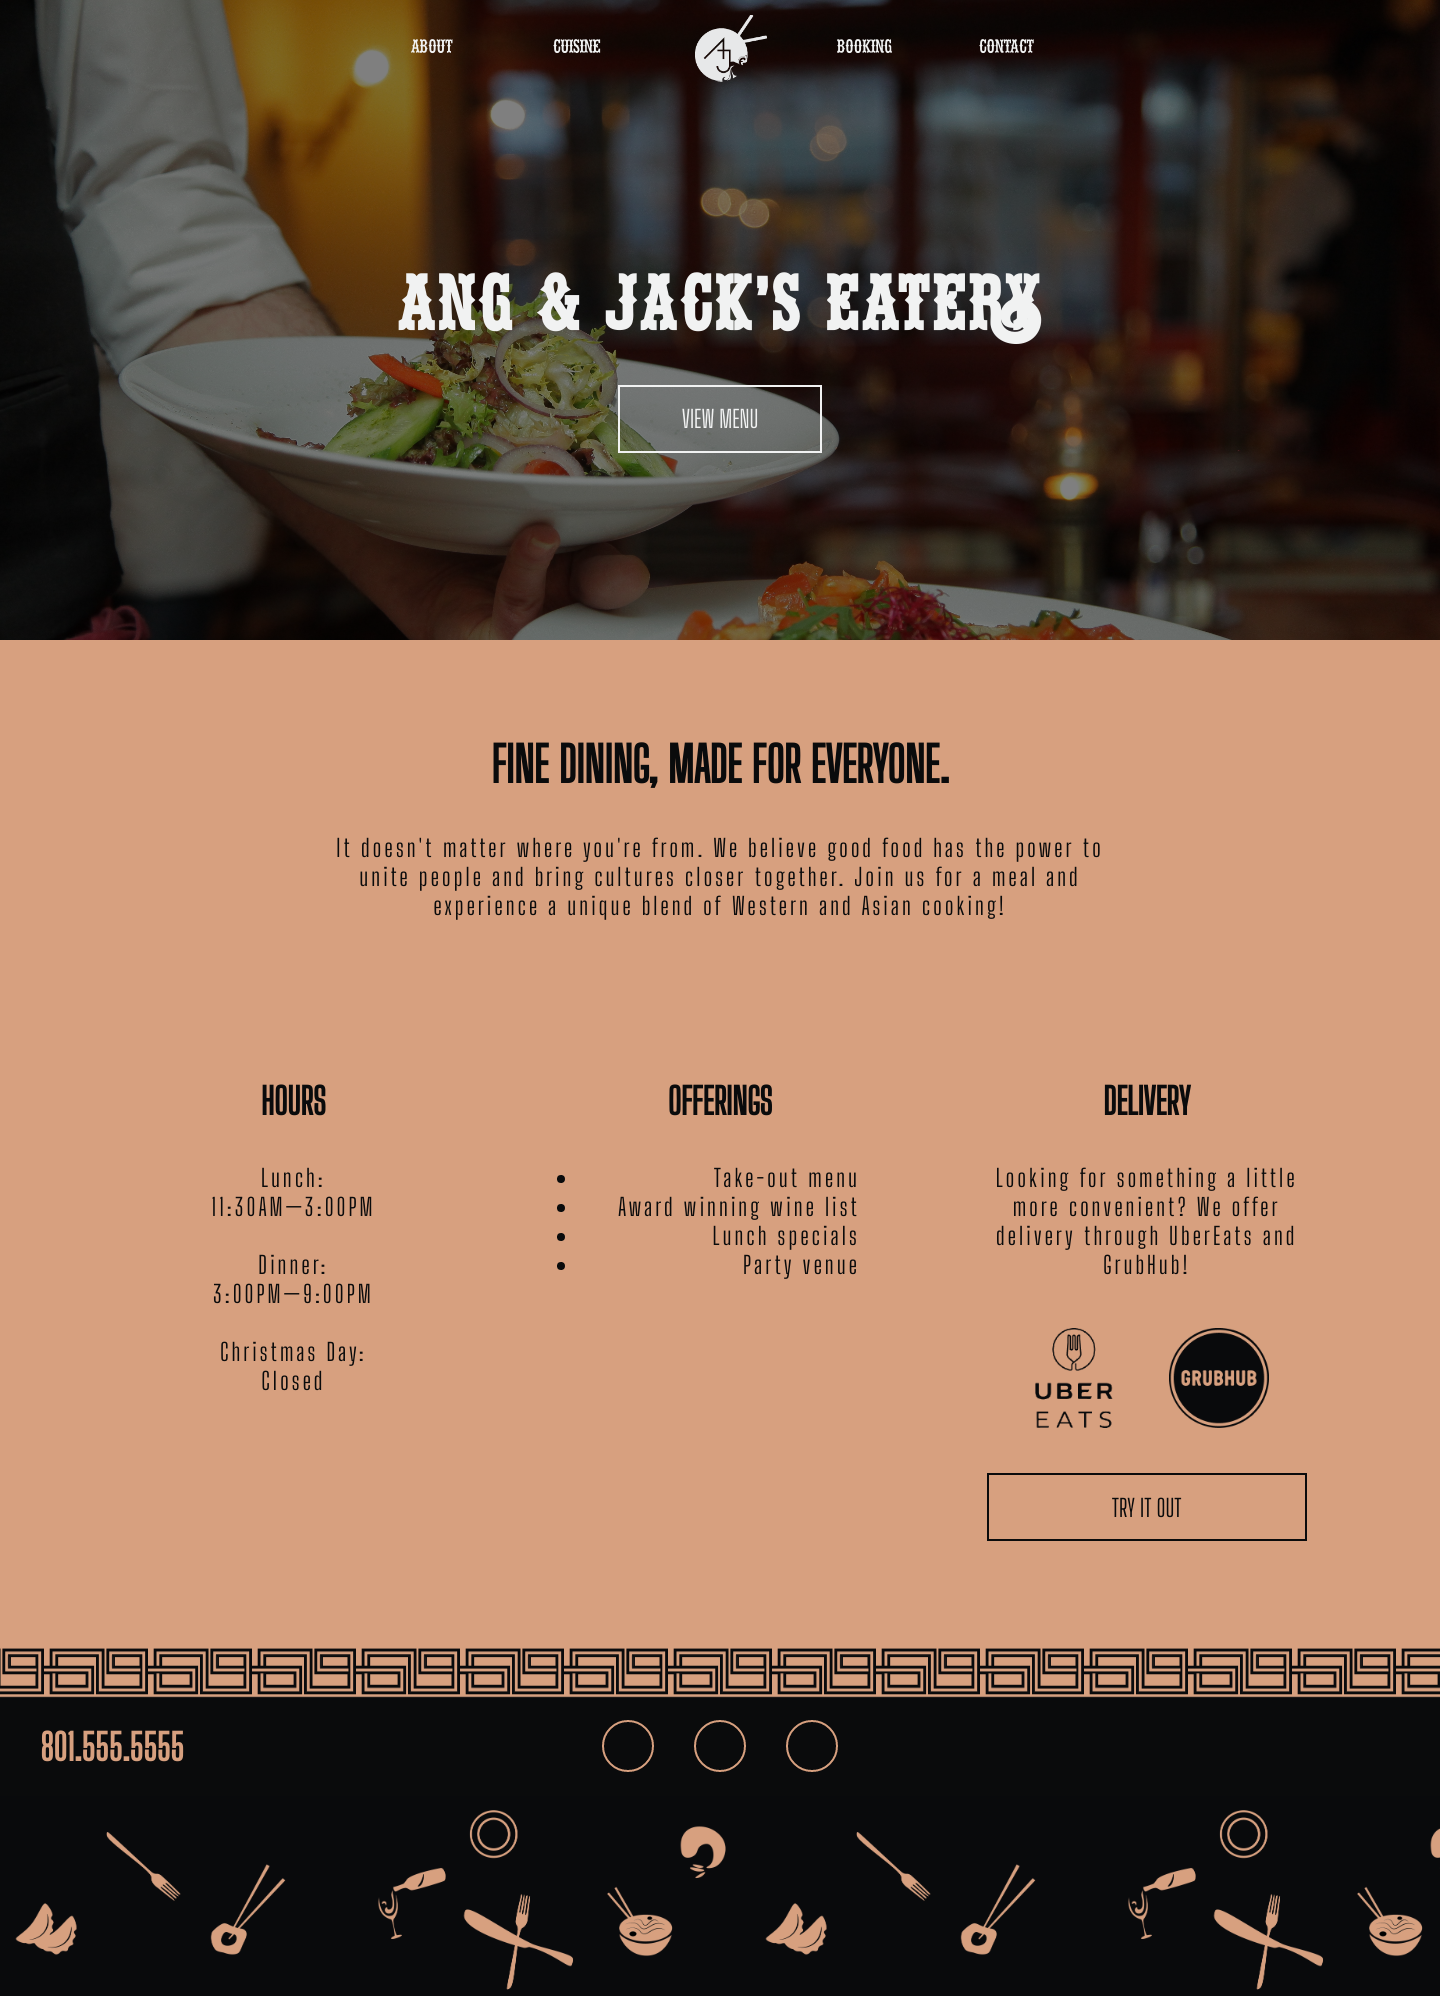 ABOUT
CUISINE
AJ
BOOKING
CONTACT
ANG & JACK'S EATERY
VIEW MENU
FINE DINING, MADE FOR EVERYONE.
It doesn't matter where you're from. We believe good food has the power to
unite people and bring cultures closer together. Join us for a meal and
experience a unique blend of Western and Asian cooking!
HOURS
Lunch:
11:30AM—3:00PM
Dinner:
3:00PM—9:00PM
Christmas Day:
Closed
OFFERINGS
• Take-out menu
• Award winning wine list
• Lunch specials
• Party venue
DELIVERY
Looking for something a little
more convenient? We offer
delivery through UberEats and
GrubHub!
UBER
EATS
GRUBHUB
TRY IT OUT
801.555.5555